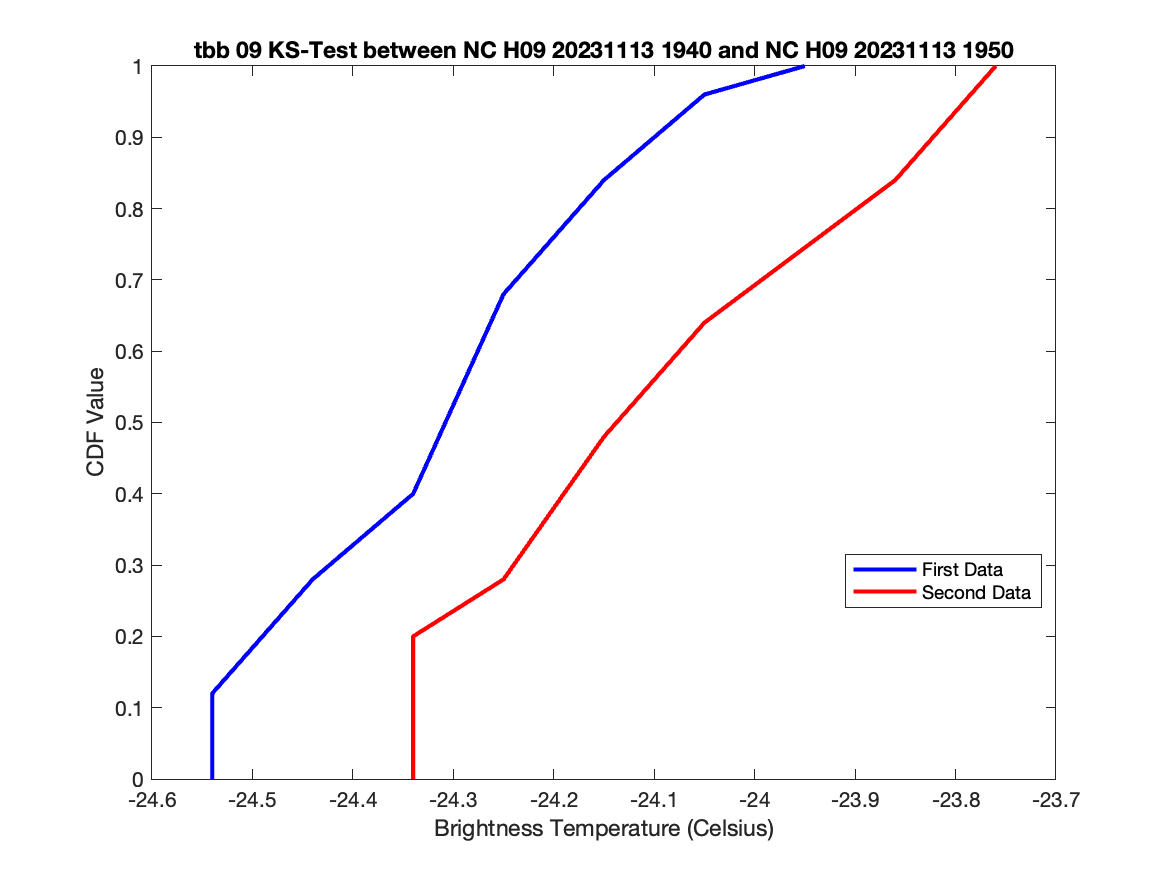 tbb 09 KS-Test between NC H09 20231113 1940 and NC H09 20231113 1950
1
0.9
0.8
0.7
0.6
0.5
0.4
0.3
0.2
0.1
0
CDF Value
First Data
Second Data
-24.6 -24.5 -24.4 -24.3 -24.2 -24.1 -24 -23.9 -23.8 -23.7
Brightness Temperature (Celsius)